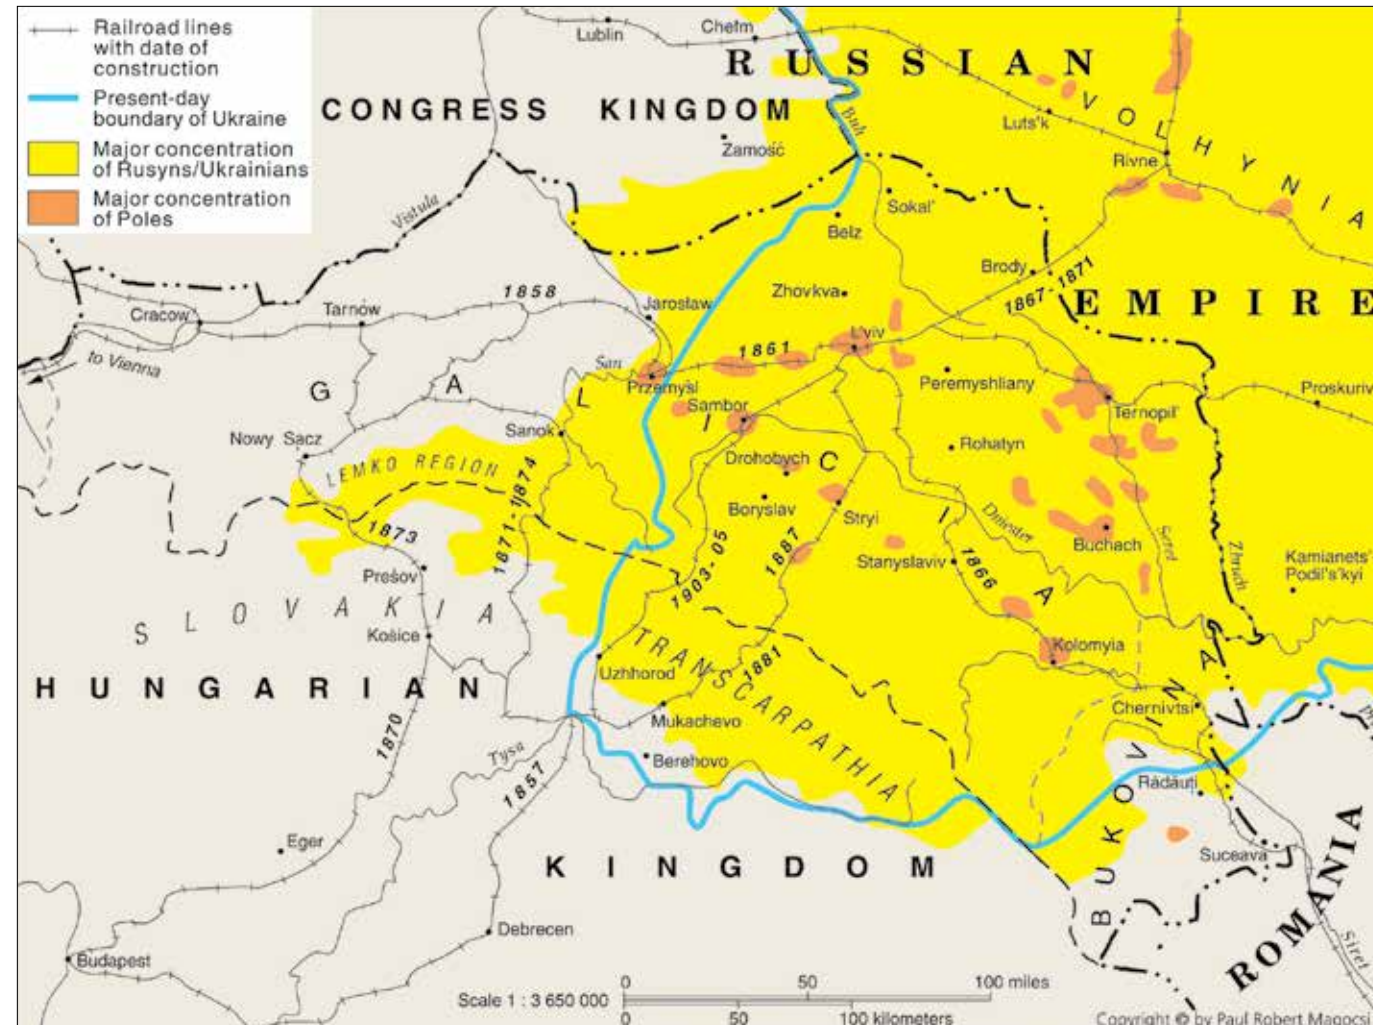 Railroad lines
with date of
construction
Present-day
boundary of Ukraine
Major concentration
of Rusyns/Ukrainians
Major concentration
of Poles
Lublin
Chełm
RUSSIAN
CONGRESS KINGDOM
Buh
Zamość
Luts'k
VOLHYNIA
Rivne
Vistula
Sokal'
Belz
Brody
1867-1871
Zhovkva
EMPIRE
1858
Jarosław
Cracow
Tarnów
L'viv
1861
to Vienna
San
Przemyśl
Peremyshliany
Proskuriv
GALICIA
Sambor
Ternopil'
Nowy Sącz
Sanok
Rohatyn
LEMKO REGION
Drohobych
1871-1874
Boryslav
Stryi
Dniester
Seret
Zbruch
1873
1887
Buchach
Stanyslaviv
1866
Kamianets'
Podil's'kyi
Prešov
1903-05
SLOVAKIA
Košice
TRANSCARPATHIA
Kolomyia
Uzhhorod
1881
HUNGARIAN
Mukachevo
Chernivtsi
BUKOVINA
1870
Tysa
Berehovo
1857
Rădăuți
Eger
KINGDOM
Suceava
ROMANIA
Debrecen
Siret
Budapest
0 50 100 miles
Scale 1 : 3 650 000
0 50 100 kilometers
Copyright © by Paul Robert Magocsi